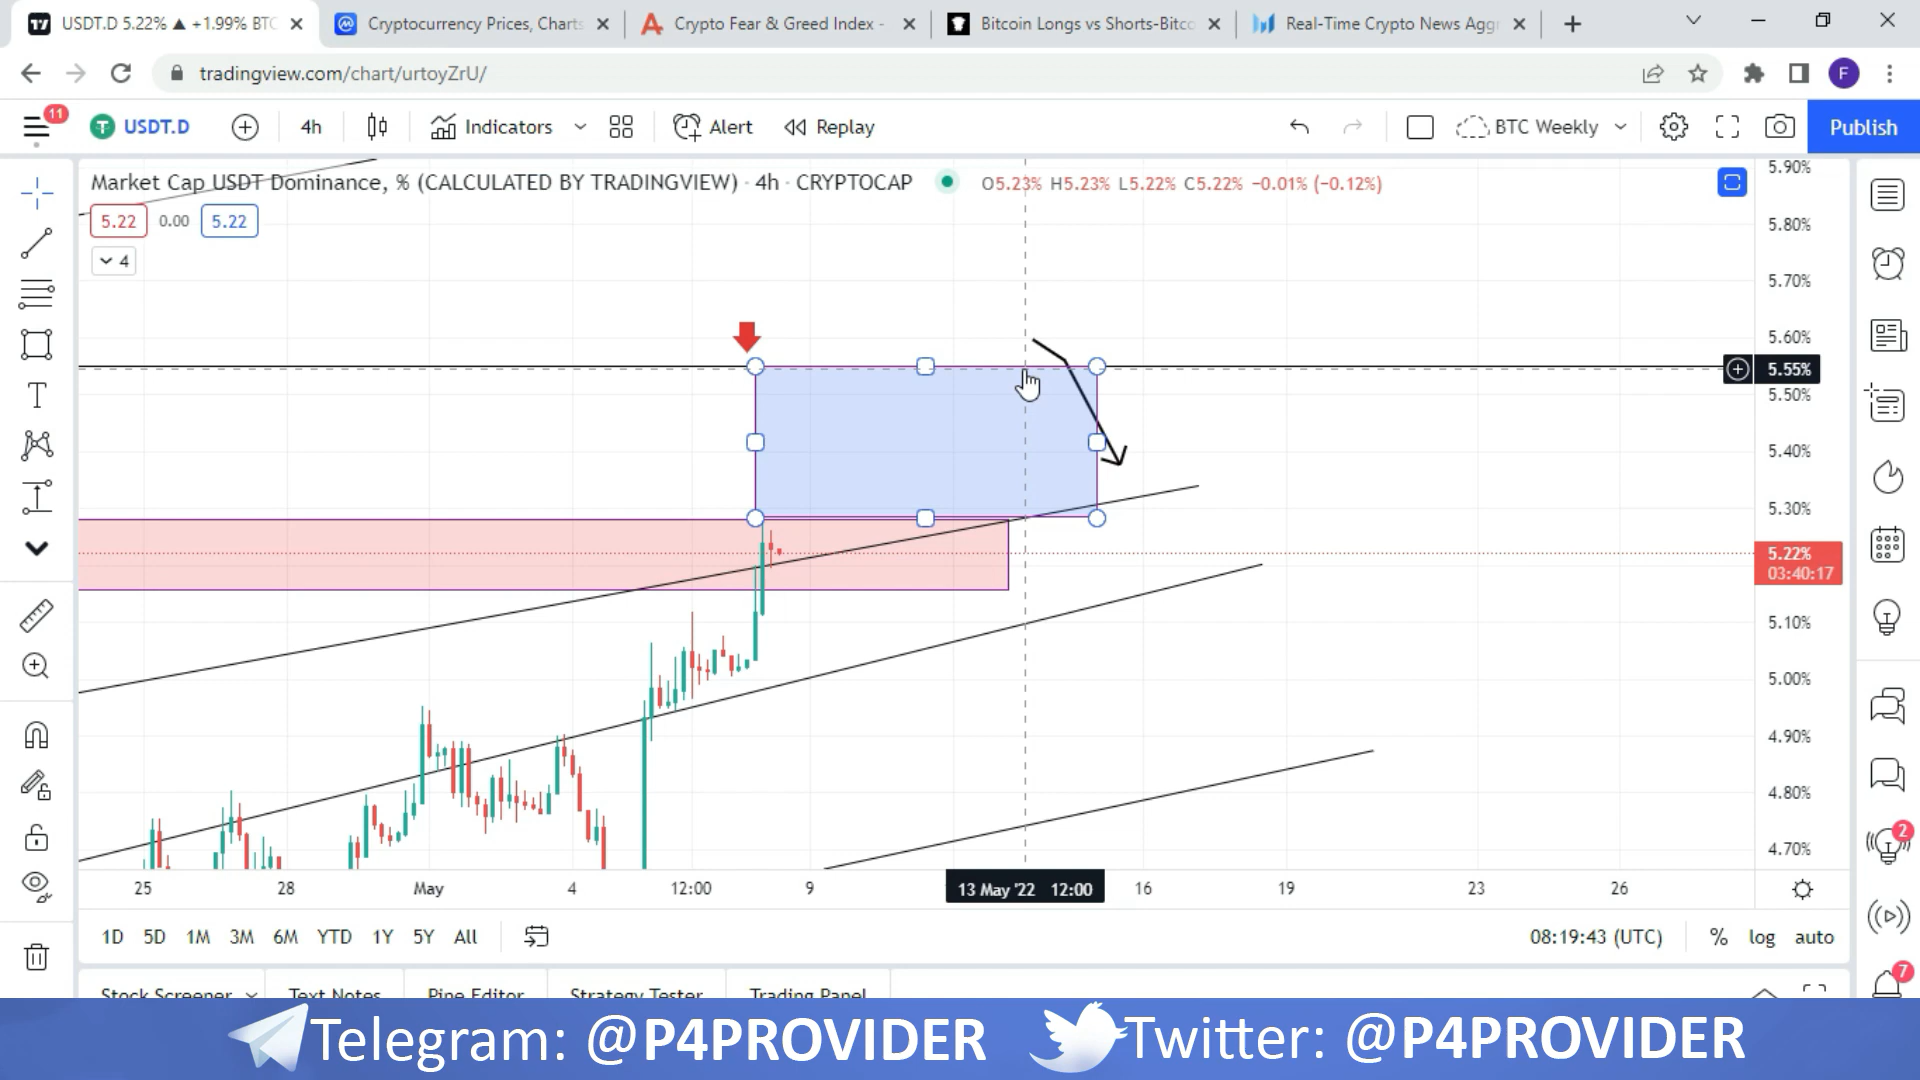 USDT.D 5.22% ▲ +1.99% BTC
Cryptocurrency Prices, Charts
Crypto Fear & Greed Index -
Bitcoin Longs vs Shorts-Bitco
Real-Time Crypto News Agg
tradingview.com/chart/urtoyZrU/
F
11
USDT.D
4h
Indicators
Alert
Replay
BTC Weekly
Publish
Market Cap USDT Dominance, % (CALCULATED BY TRADINGVIEW) · 4h · CRYPTOCAP
O5.23% H5.23% L5.22% C5.22% −0.01% (−0.12%)
5.22 0.00 5.22
4
5.90%
5.80%
5.70%
5.60%
5.55%
5.50%
5.40%
5.30%
5.22%
03:40:17
5.10%
5.00%
4.90%
4.80%
4.70%
25 28 May 4 12:00 9 13 May '22 12:00 16 19 23 26
1D 5D 1M 3M 6M YTD 1Y 5Y All
08:19:43 (UTC) % log auto
2
7
Stock Screener Text Notes Pine Editor Strategy Tester Trading Panel
Telegram: @P4PROVIDER
Twitter: @P4PROVIDER